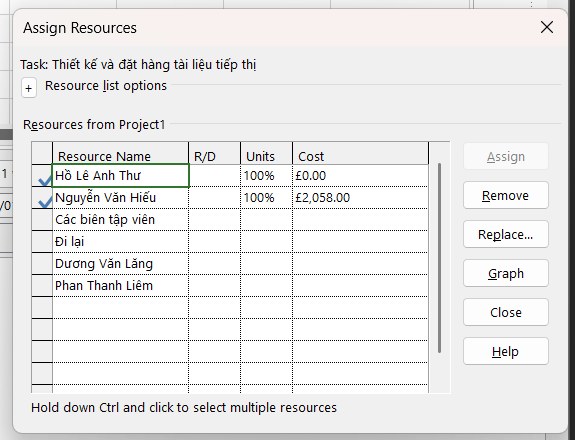 Assign Resources
Task: Thiết kế và đặt hàng tài liệu tiếp thị
+ Resource list options
Resources from Project1
Resource Name R/D Units Cost
Hồ Lê Anh Thư 100% £0.00
Nguyễn Văn Hiếu 100% £2,058.00
Các biên tập viên
Đi lại
Dương Văn Lăng
Phan Thanh Liêm
Assign
Remove
Replace...
Graph
Close
Help
Hold down Ctrl and click to select multiple resources